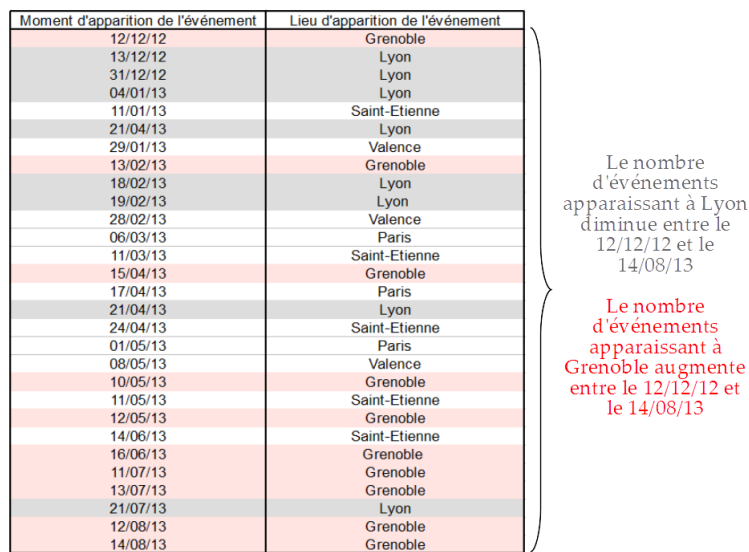 Moment d'apparition de l'événement Lieu d'apparition de l'événement
12/12/12 Grenoble
13/12/12 Lyon
31/12/12 Lyon
04/01/13 Lyon
11/01/13 Saint-Etienne
21/04/13 Lyon
29/01/13 Valence
13/02/13 Grenoble
18/02/13 Lyon
19/02/13 Lyon
28/02/13 Valence
06/03/13 Paris
11/03/13 Saint-Etienne
15/04/13 Grenoble
17/04/13 Paris
21/04/13 Lyon
24/04/13 Saint-Etienne
01/05/13 Paris
08/05/13 Valence
10/05/13 Grenoble
11/05/13 Saint-Etienne
12/05/13 Grenoble
14/06/13 Saint-Etienne
16/06/13 Grenoble
11/07/13 Grenoble
13/07/13 Grenoble
21/07/13 Lyon
12/08/13 Grenoble
14/08/13 Grenoble
Le nombre
d'événements
apparaissant à Lyon
diminue entre le
12/12/12 et le
14/08/13
Le nombre
d'événements
apparaissant à
Grenoble augmente
entre le 12/12/12 et
le 14/08/13